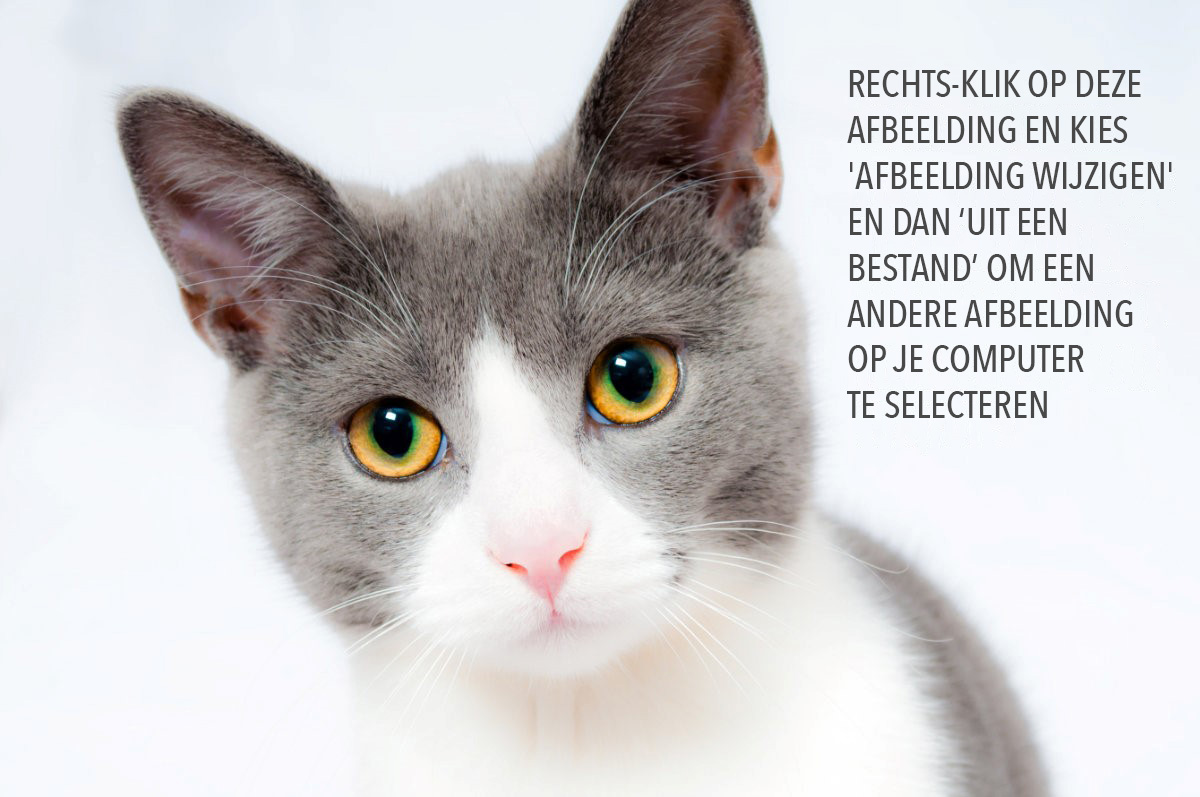 RECHTS-KLIK OP DEZE
AFBEELDING EN KIES
'AFBEELDING WIJZIGEN'
EN DAN ‘UIT EEN
BESTAND’ OM EEN
ANDERE AFBEELDING
OP JE COMPUTER
TE SELECTEREN